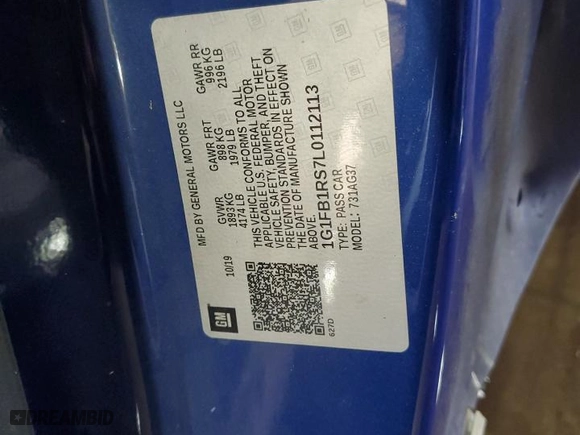 MFD BY GENERAL MOTORS LLC
10/19
GM
GVWR
1893 KG
4174 LB
GAWR FRT
898 KG
1979 LB
GAWR RR
996 KG
2196 LB
THIS VEHICLE CONFORMS TO ALL
APPLICABLE U.S. FEDERAL MOTOR
VEHICLE SAFETY, BUMPER, AND THEFT
PREVENTION STANDARDS IN EFFECT ON
THE DATE OF MANUFACTURE SHOWN
ABOVE.
1G1FB1RS7L0112113
TYPE: PASS CAR
MODEL: 731AG37
627D
DREAMBID